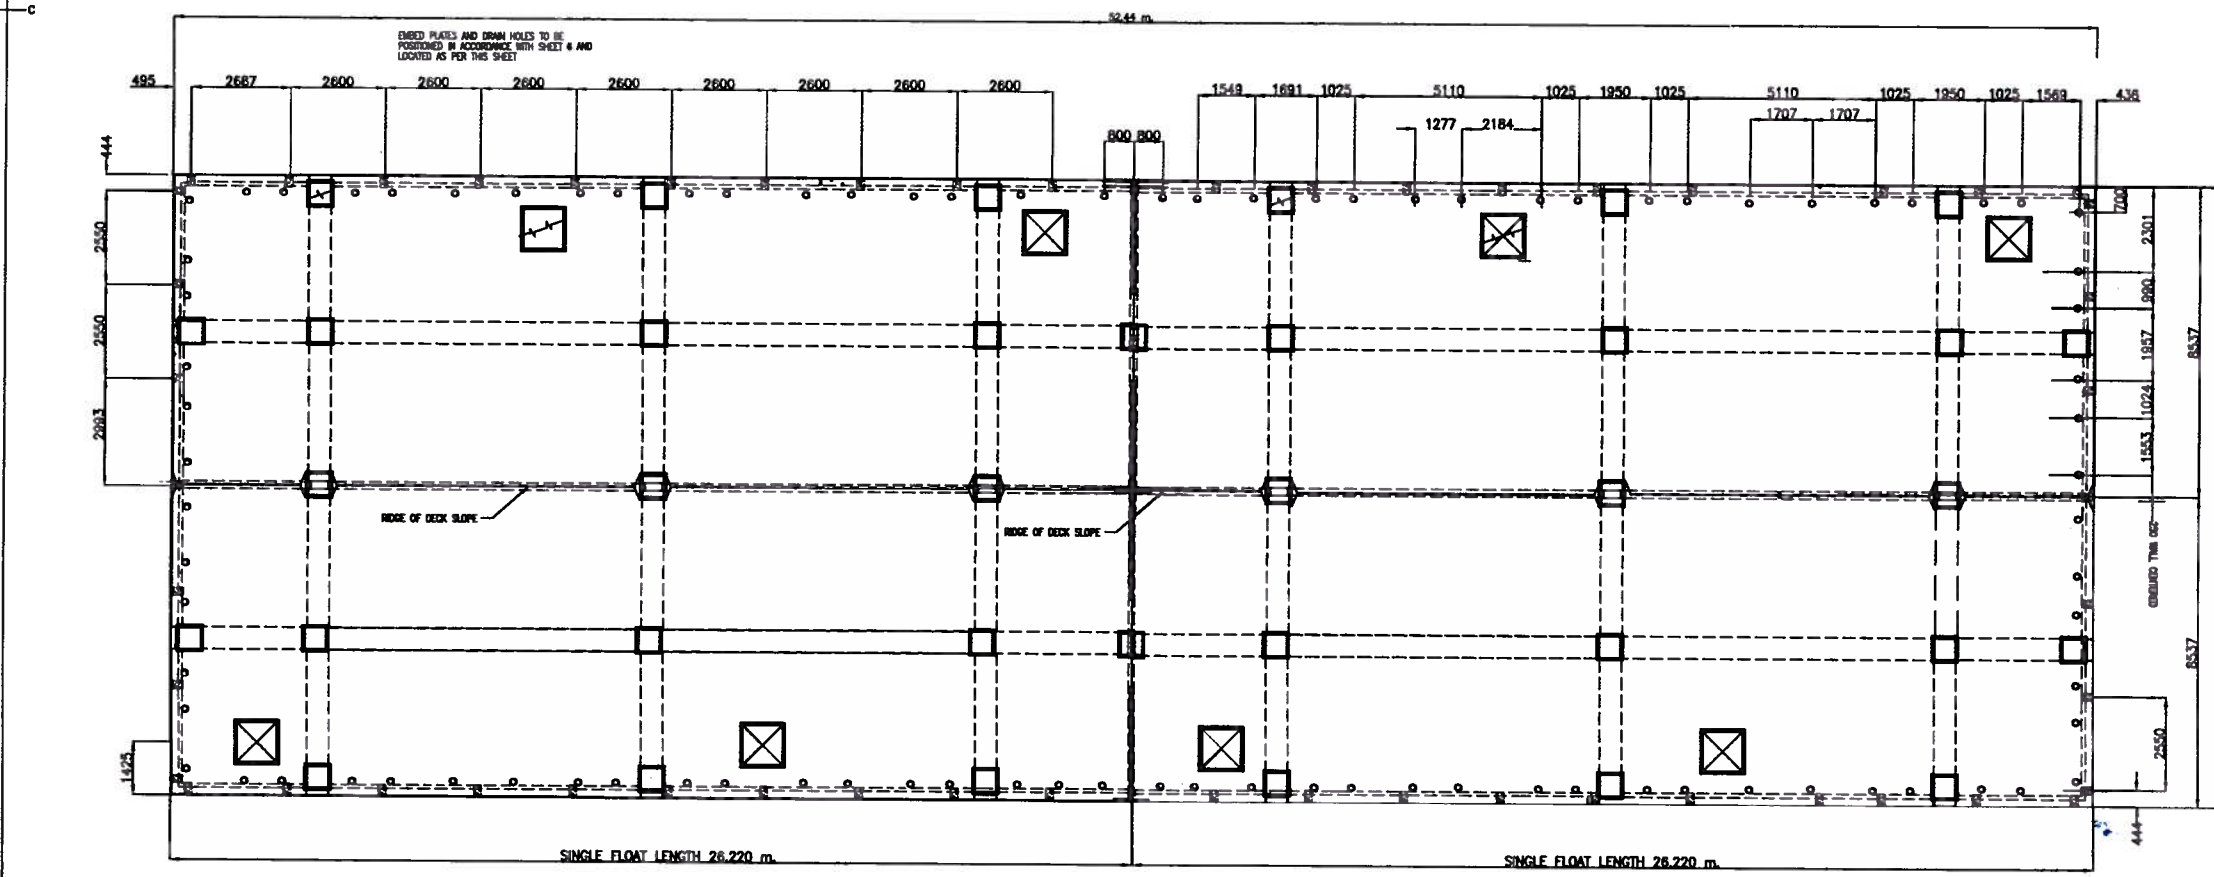 C
52.44 m.
EMBED PLATES AND DRAIN HOLES TO BE
POSITIONED IN ACCORDANCE WITH SHEET 4 AND
LOCATED AS PER THIS SHEET
495 2667 2600 2600 2600 2600 2600 2600 2600 2600
1549 1691 1025 5110 1025 1950 1025 5110 1025 1950 1025 1569 436
1277 2184 1707 1707
800 800
444
2550
2550
2993
1425
700
2301
990
1957
1024
1553
8537
8537
2550
444
RIDGE OF DECK SLOPE
RIDGE OF DECK SLOPE
SINGLE FLOAT LENGTH 26.220 m.
SINGLE FLOAT LENGTH 26.220 m.